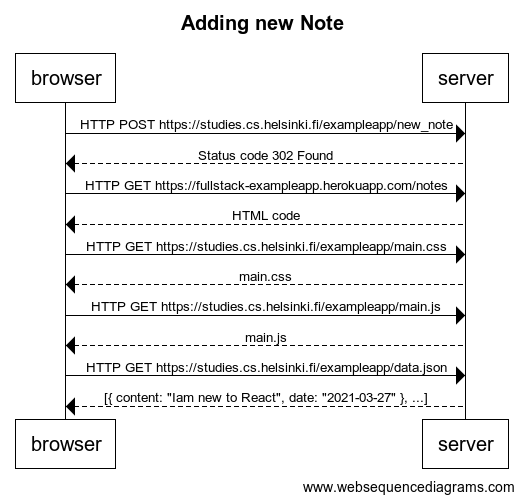 Adding new Note
browser server
HTTP POST https://studies.cs.helsinki.fi/exampleapp/new_note
Status code 302 Found
HTTP GET https://fullstack-exampleapp.herokuapp.com/notes
HTML code
HTTP GET https://studies.cs.helsinki.fi/exampleapp/main.css
main.css
HTTP GET https://studies.cs.helsinki.fi/exampleapp/main.js
main.js
HTTP GET https://studies.cs.helsinki.fi/exampleapp/data.json
[{ content: "Iam new to React", date: "2021-03-27" }, ...]
browser server
www.websequencediagrams.com